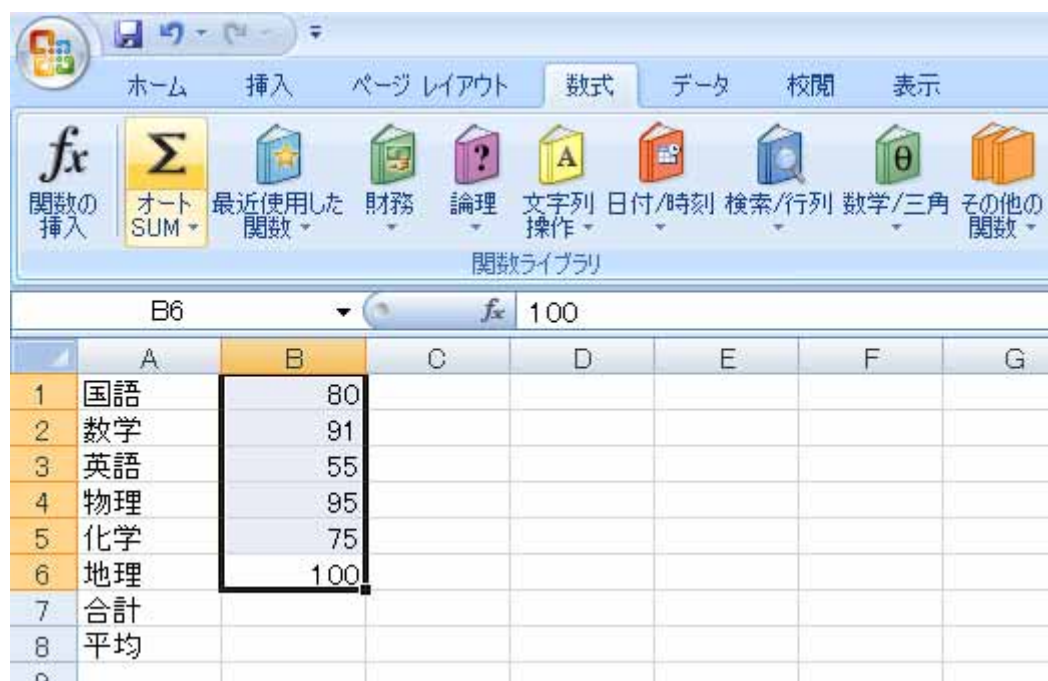 ホーム 挿入 ページ レイアウト 数式 データ 校閲 表示
fx Σ ? A θ
関数の
挿入
オート
SUM
最近使用した
関数
財務
論理
文字列
操作
日付/時刻
検索/行列
数学/三角
その他の
関数
関数ライブラリ
B6 fx 100
A B C D E F G
1 国語 80
2 数学 91
3 英語 55
4 物理 95
5 化学 75
6 地理 100
7 合計
8 平均